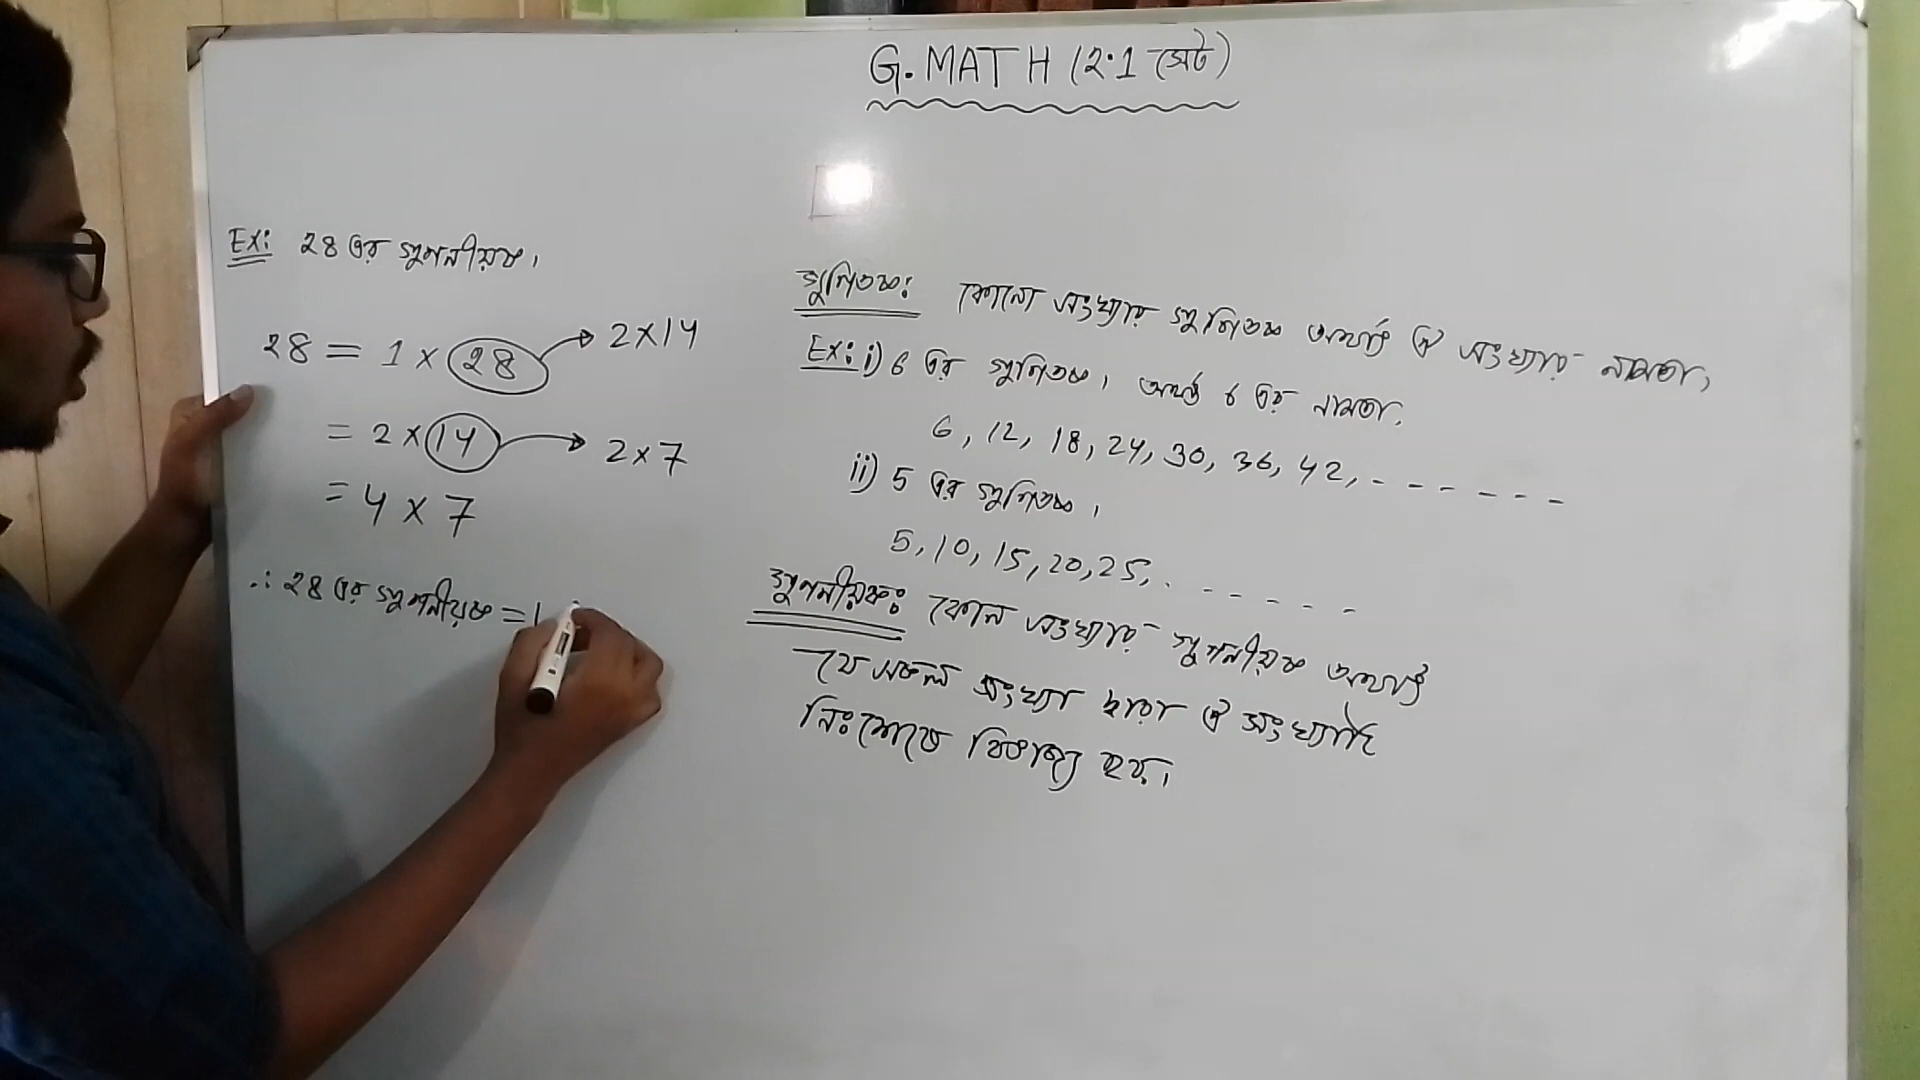 G. MATH (2.1 সেট)
Ex: 28 এর গুণনীয়ক।
28 = 1 × 28 → 2×14
= 2 × 14 → 2×7
= 4 × 7
∴ 28 এর গুণনীয়ক = 1
গুণিতকঃ কোনো সংখ্যার গুণিতক অর্থাৎ ঐ সংখ্যার নামতা,
Ex: i) 6 এর গুণিতক, অর্থাৎ 6 এর নামতা,
6, 12, 18, 24, 30, 36, 42, - - - - - -
ii) 5 এর গুণিতক,
5, 10, 15, 20, 25, - - - - - -
গুণনীয়কঃ কোন সংখ্যার গুণনীয়ক অর্থাৎ
যে সকল সংখ্যা দ্বারা ঐ সংখ্যাটি
নিঃশেষে বিভাজ্য হয়।